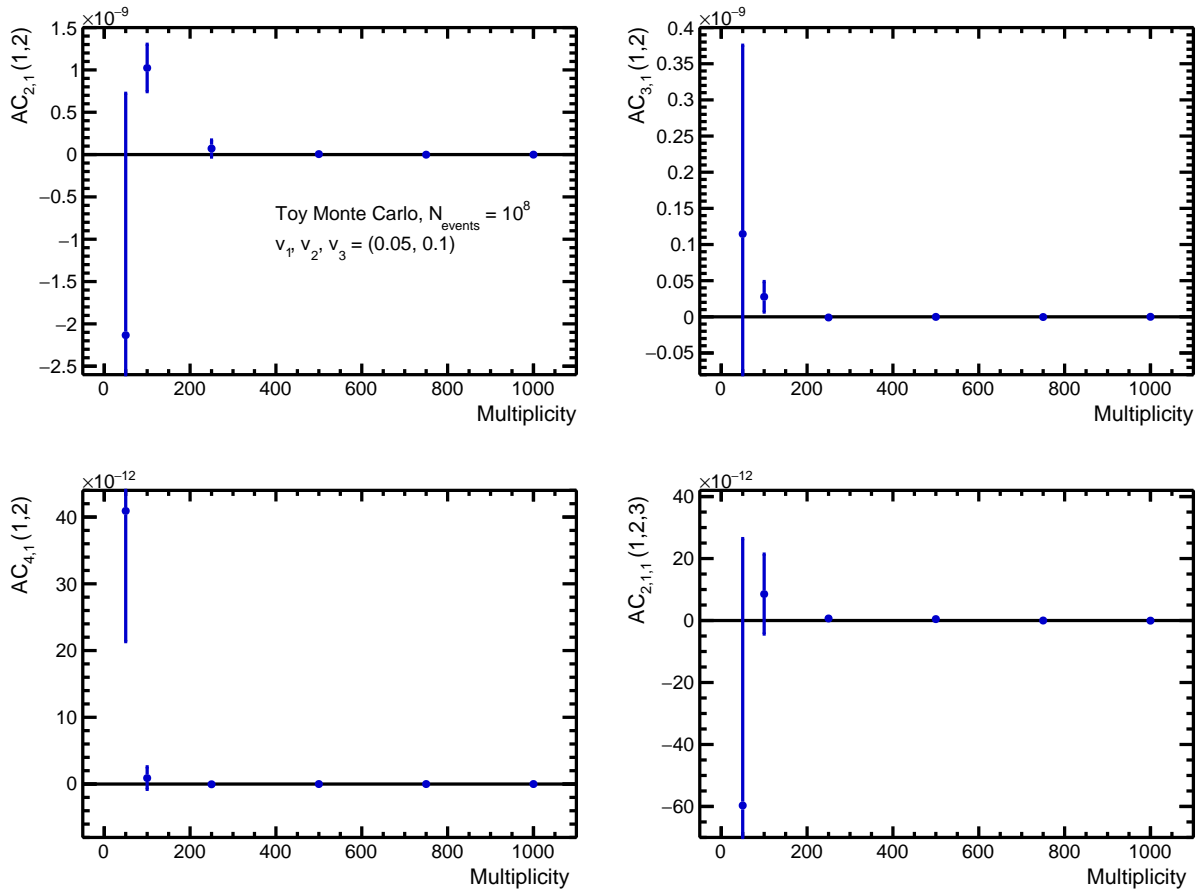 ×10⁻⁹
AC₂,₁(1,2)
1.5
1
0.5
0
−0.5
−1
−1.5
−2
−2.5
Toy Monte Carlo, N_events = 10⁸
v₁, v₂, v₃ = (0.05, 0.1)
0 200 400 600 800 1000
Multiplicity
×10⁻⁹
AC₃,₁(1,2)
0.4
0.35
0.3
0.25
0.2
0.15
0.1
0.05
0
−0.05
0 200 400 600 800 1000
Multiplicity
×10⁻¹²
AC₄,₁(1,2)
40
30
20
10
0
0 200 400 600 800 1000
Multiplicity
×10⁻¹²
AC₂,₁,₁(1,2,3)
40
20
0
−20
−40
−60
0 200 400 600 800 1000
Multiplicity